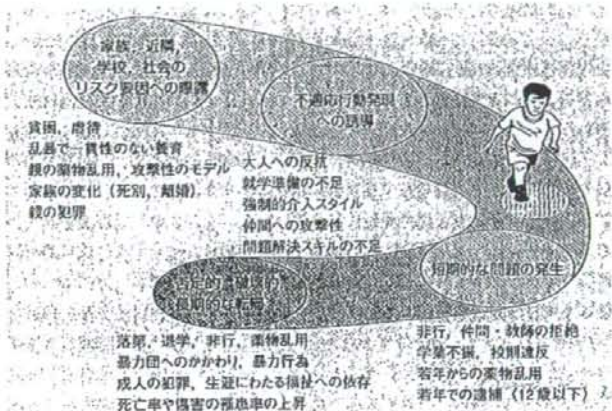 家族、近隣、
学校、社会の
リスク要因への曝露
貧困、虐待
乱暴で一貫性のない養育
親の薬物乱用、攻撃性のモデル
家族の変化（死別、離婚）
親の犯罪
不適応行動発現
への誘導
大人への反抗
就学準備の不足
強制的介入スタイル
仲間への攻撃性
問題解決スキルの不足
短期的な問題の発生
非行、仲間・教師の拒絶
学業不振、校則違反
若年からの薬物乱用
若年での逮捕（12歳以下）
否定的、破壊的
長期的な転帰
落第、退学、非行、薬物乱用
暴力団へのかかわり、暴力行為
成人の犯罪、生涯にわたる福祉への依存
死亡率や傷害の罹患率の上昇